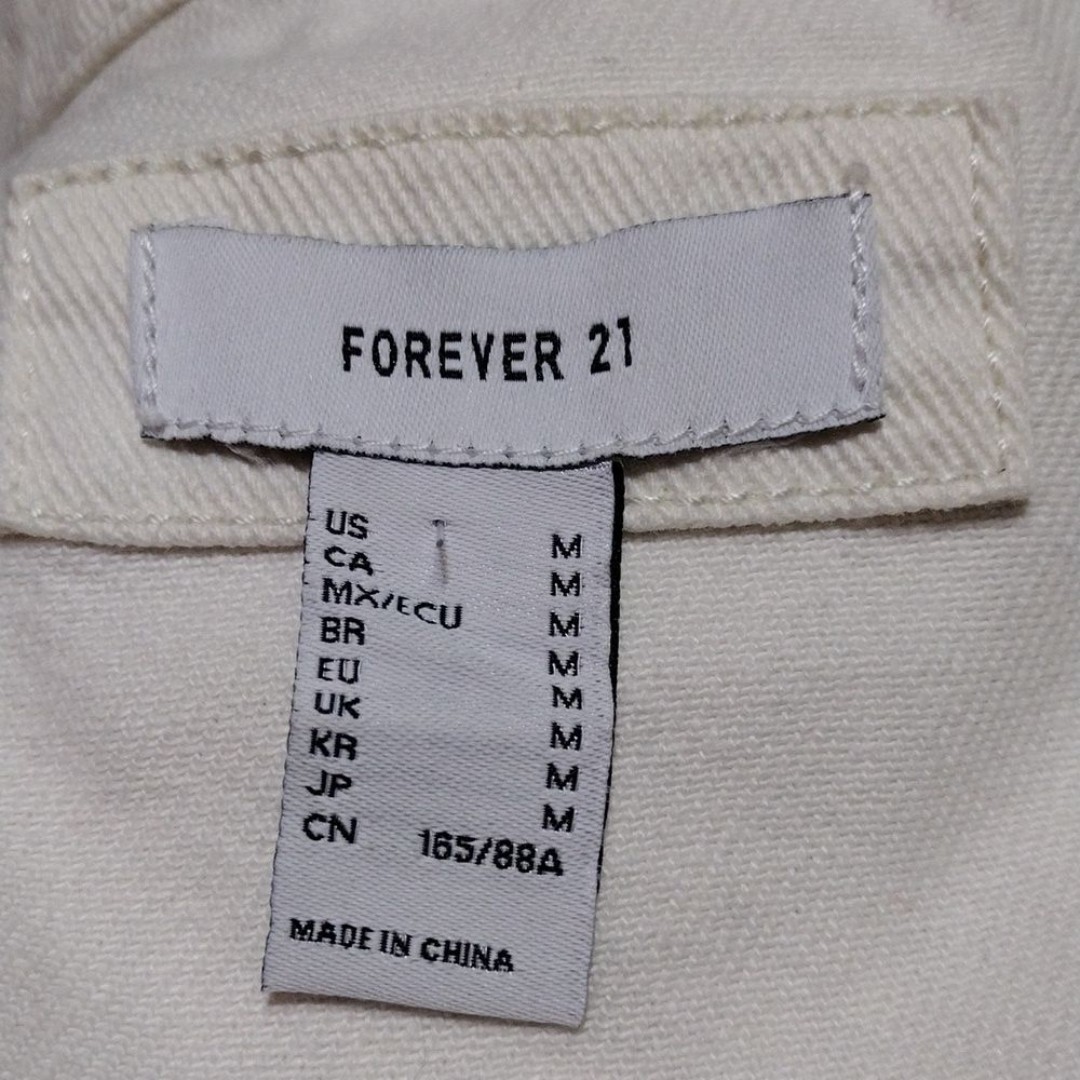 FOREVER 21
US M
CA M
MX/ECU M
BR M
EU M
UK M
KR M
JP M
CN 165/88A
MADE IN CHINA